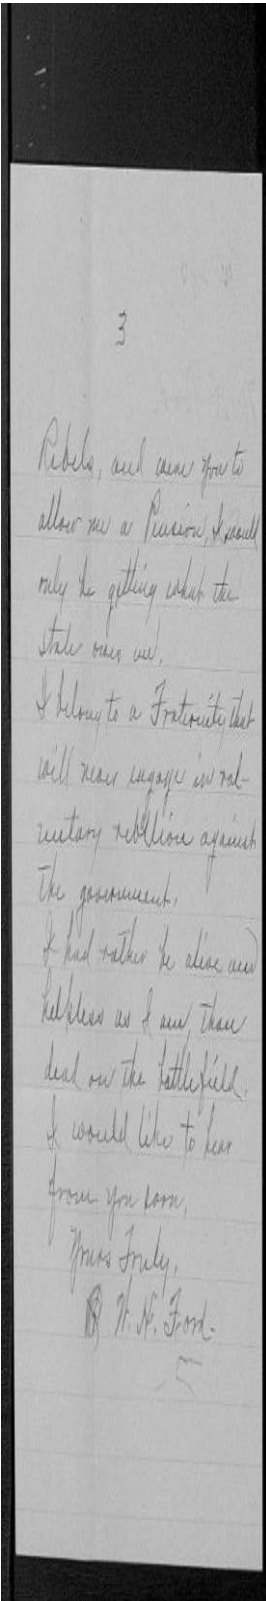 3
Rebels, and were you to
allow me a Pension, I would
only be getting what the
state owes me.
I belong to a Fraternity that
will never engage in vol-
untary rebellion against
the government.
I had rather be alive and
helpless as I am, than
dead on the battlefield.
I would like to hear
from you soon,
Yours Truly,
W. N. Ford.
5